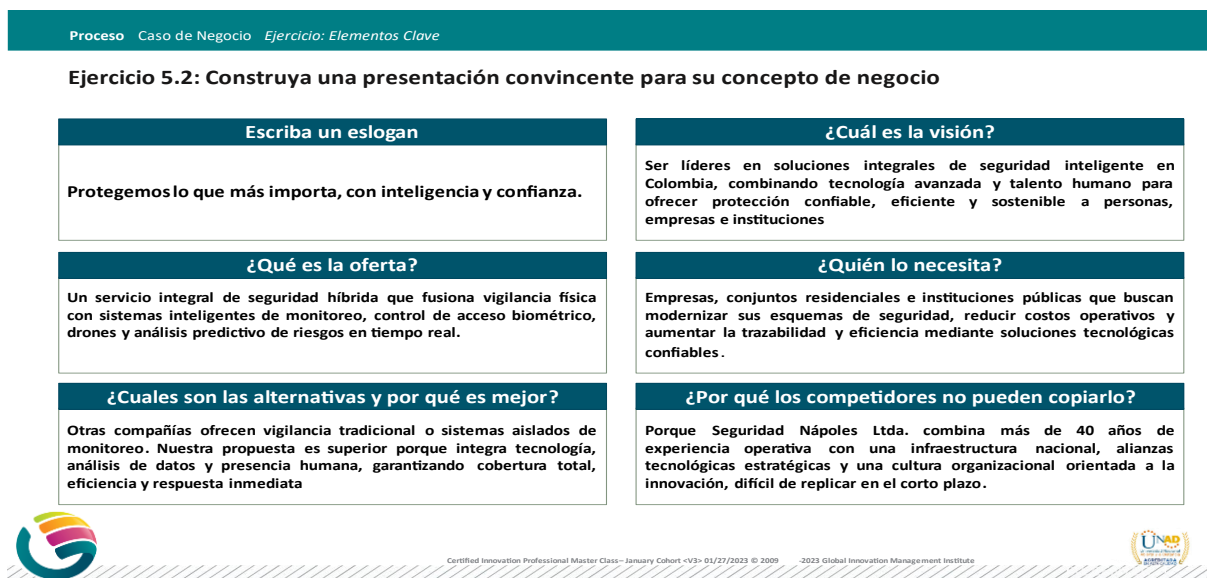 Proceso Caso de Negocio Ejercicio: Elementos Clave
Ejercicio 5.2: Construya una presentación convincente para su concepto de negocio
Escriba un eslogan
Protegemos lo que más importa, con inteligencia y confianza.
¿Cuál es la visión?
Ser líderes en soluciones integrales de seguridad inteligente en
Colombia, combinando tecnología avanzada y talento humano para
ofrecer protección confiable, eficiente y sostenible a personas,
empresas e instituciones
¿Qué es la oferta?
Un servicio integral de seguridad híbrida que fusiona vigilancia física
con sistemas inteligentes de monitoreo, control de acceso biométrico,
drones y análisis predictivo de riesgos en tiempo real.
¿Quién lo necesita?
Empresas, conjuntos residenciales e instituciones públicas que buscan
modernizar sus esquemas de seguridad, reducir costos operativos y
aumentar la trazabilidad y eficiencia mediante soluciones tecnológicas
confiables.
¿Cuales son las alternativas y por qué es mejor?
Otras compañías ofrecen vigilancia tradicional o sistemas aislados de
monitoreo. Nuestra propuesta es superior porque integra tecnología,
análisis de datos y presencia humana, garantizando cobertura total,
eficiencia y respuesta inmediata
¿Por qué los competidores no pueden copiarlo?
Porque Seguridad Nápoles Ltda. combina más de 40 años de
experiencia operativa con una infraestructura nacional, alianzas
tecnológicas estratégicas y una cultura organizacional orientada a la
innovación, difícil de replicar en el corto plazo.
Certified Innovation Professional Master Class– January Cohort <V3> 01/27/2023 © 2009 -2023 Global Innovation Management Institute
UNAD